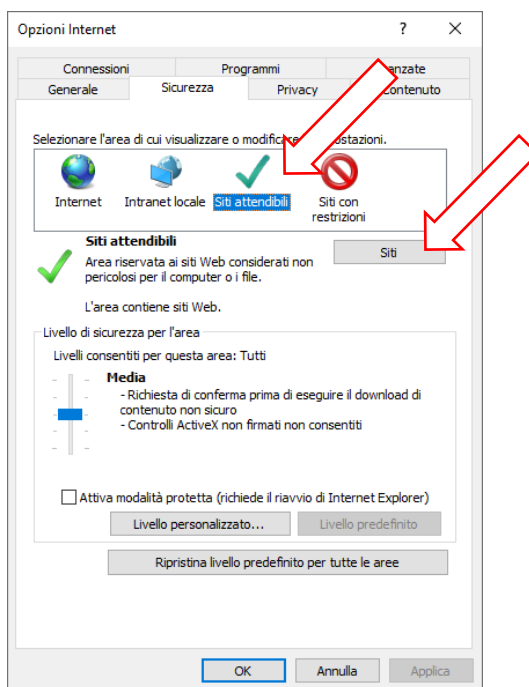 Opzioni Internet
?
Connessioni Programmi anzate
Generale Sicurezza Privacy ontenuto
Selezionare l'area di cui visualizzare o modificare ostazioni.
Internet Intranet locale Siti attendibili Siti con
restrizioni
Siti attendibili
Siti
Area riservata ai siti Web considerati non
pericolosi per il computer o i file.
L'area contiene siti Web.
Livello di sicurezza per l'area
Livelli consentiti per questa area: Tutti
Media
- Richiesta di conferma prima di eseguire il download di
contenuto non sicuro
- Controlli ActiveX non firmati non consentiti
Attiva modalità protetta (richiede il riavvio di Internet Explorer)
Livello personalizzato... Livello predefinito
Ripristina livello predefinito per tutte le aree
OK Annulla Applica